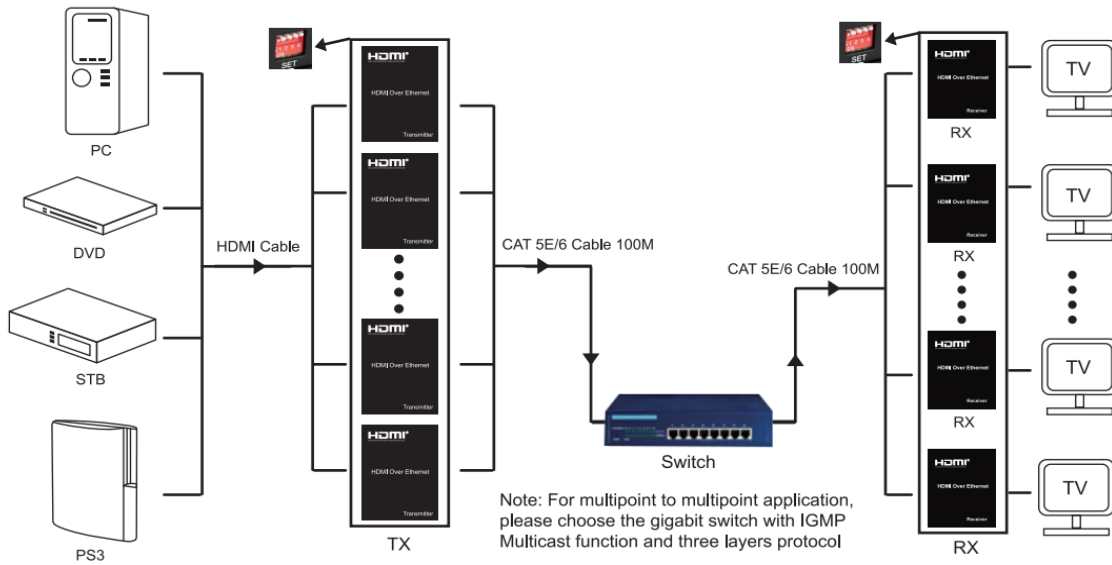 PC
DVD
STB
PS3
HDMI Cable
SET
HDMI
HDMI Over Ethernet
Transmitter
HDMI
HDMI Over Ethernet
Transmitter
HDMI
HDMI Over Ethernet
Transmitter
HDMI
HDMI Over Ethernet
TX
CAT 5E/6 Cable 100M
Switch
Note: For multipoint to multipoint application,
please choose the gigabit switch with IGMP
Multicast function and three layers protocol
CAT 5E/6 Cable 100M
SET
HDMI
HDMI Over Ethernet
Receiver
RX
TV
HDMI
HDMI Over Ethernet
RX
TV
HDMI
HDMI Over Ethernet
Receiver
RX
TV
HDMI
HDMI Over Ethernet
Receiver
RX
TV